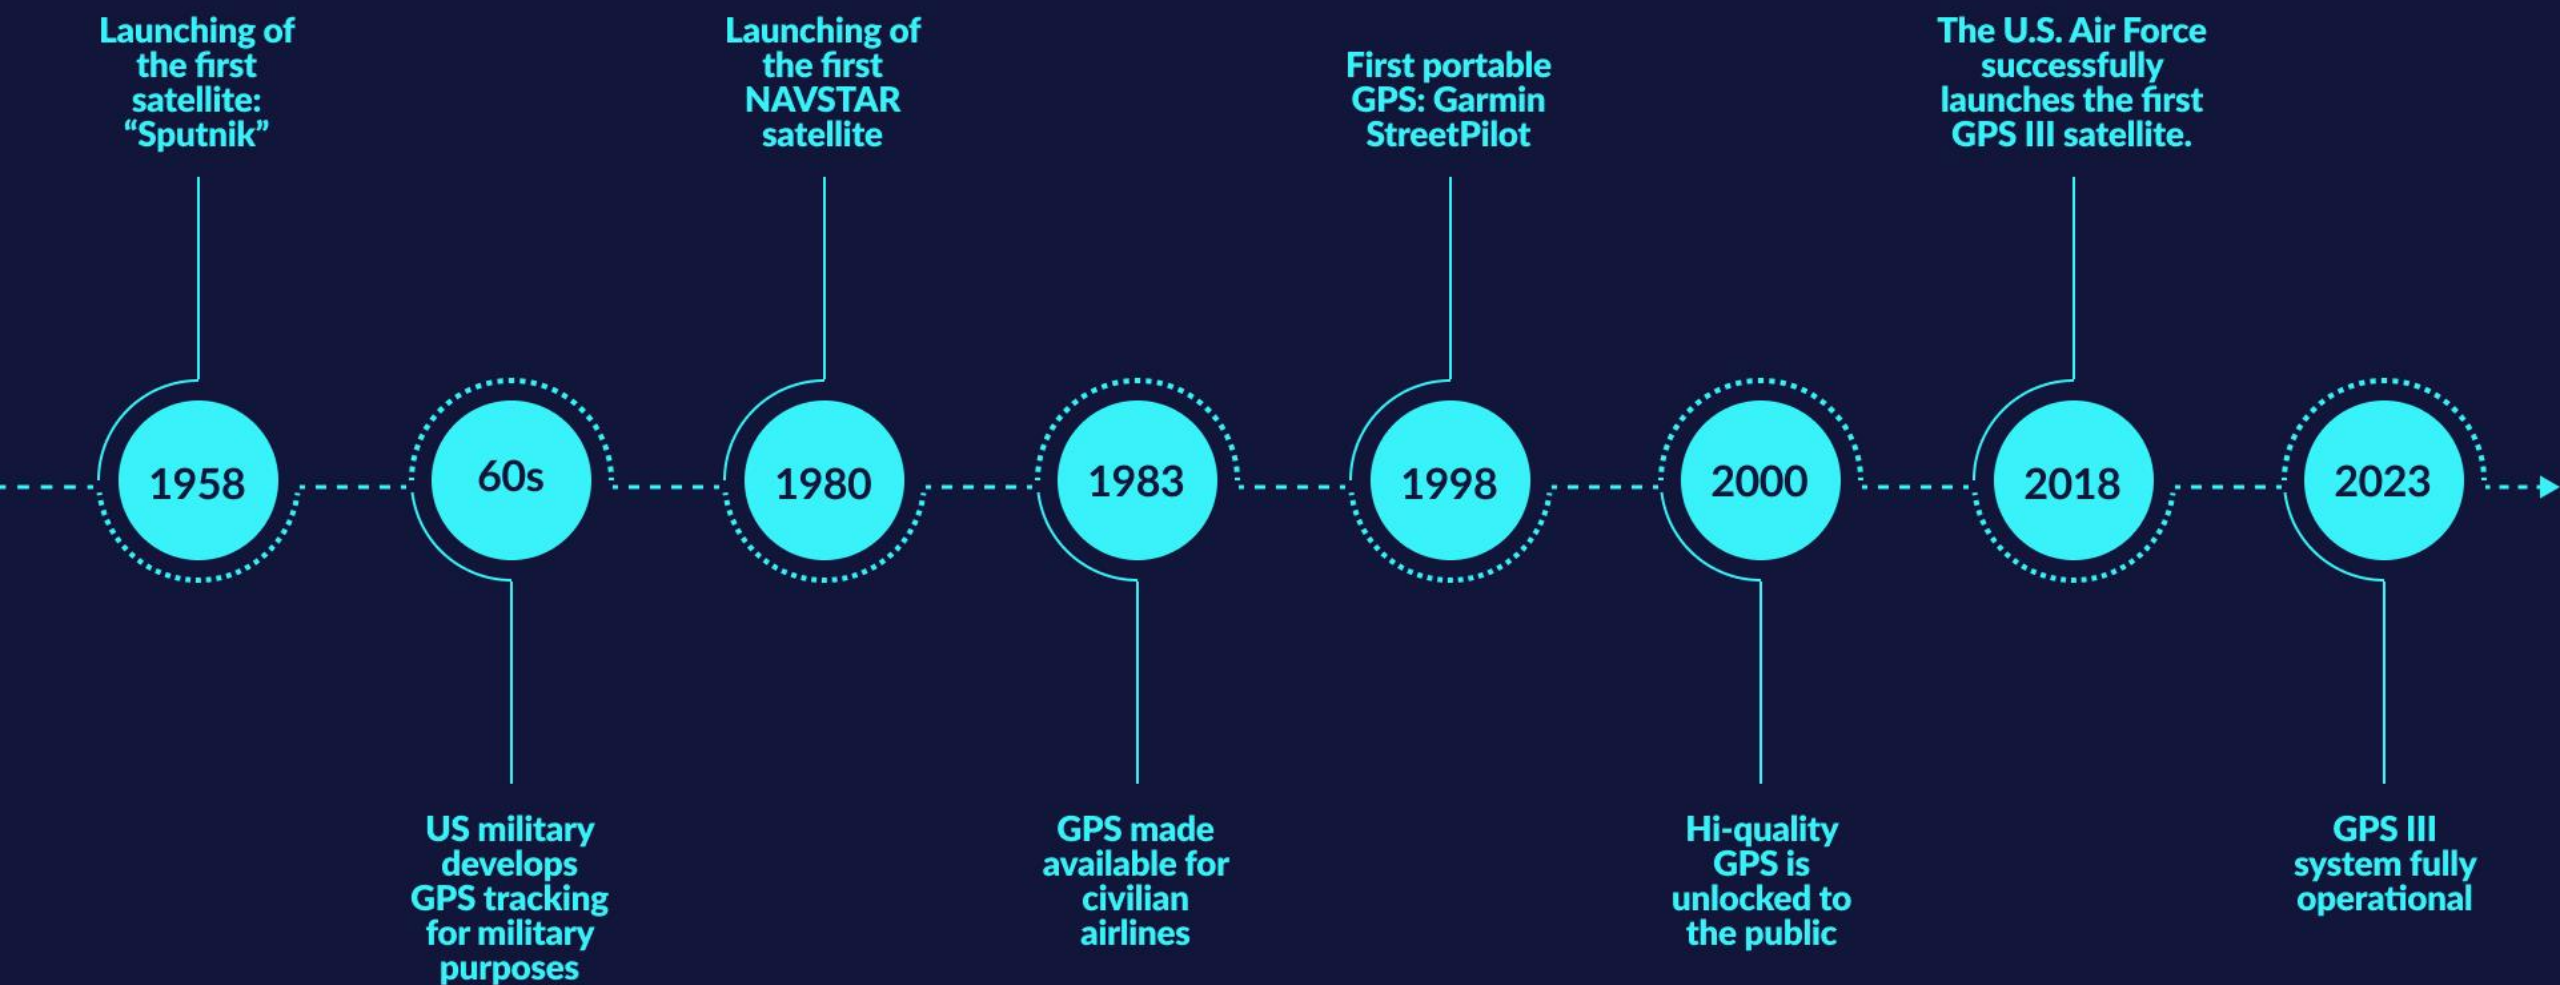 Launching of
the first
satellite:
“Sputnik”
1958
60s
US military
develops
GPS tracking
for military
purposes
Launching of
the first
NAVSTAR
satellite
1980
1983
GPS made
available for
civilian
airlines
First portable
GPS: Garmin
StreetPilot
1998
2000
Hi-quality
GPS is
unlocked to
the public
The U.S. Air Force
successfully
launches the first
GPS III satellite.
2018
2023
GPS III
system fully
operational